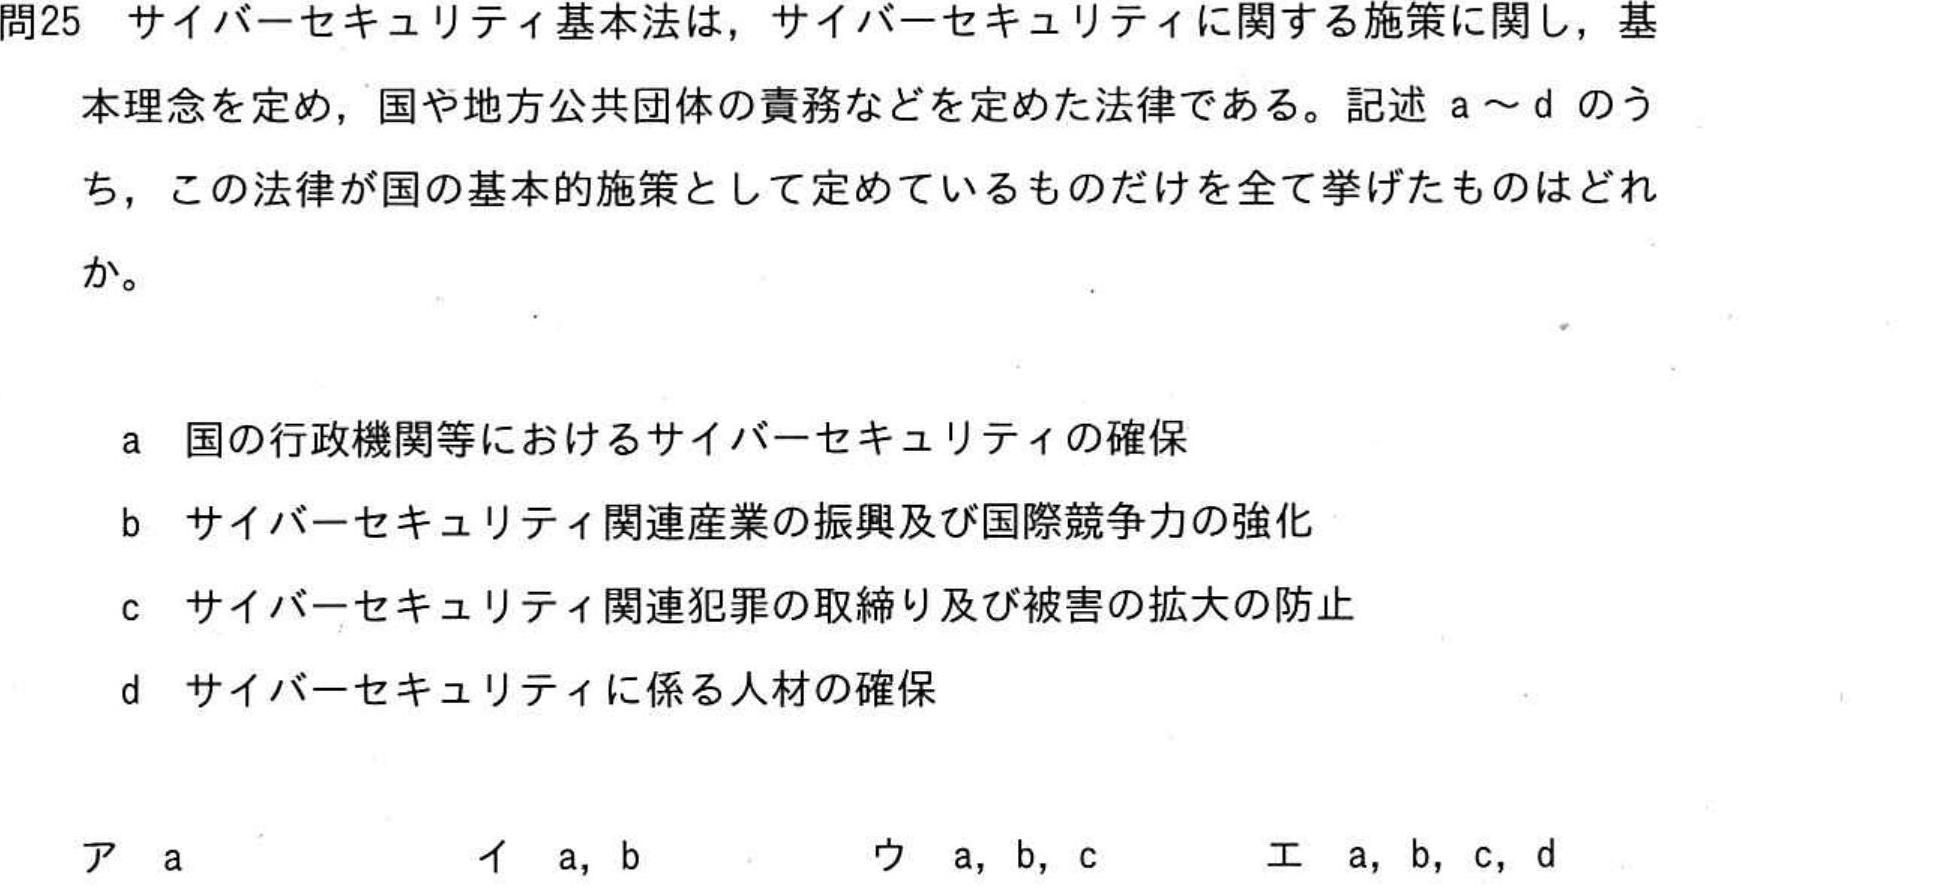 問25　サイバーセキュリティ基本法は，サイバーセキュリティに関する施策に関し，基
本理念を定め，国や地方公共団体の責務などを定めた法律である。記述 a～d のう
ち，この法律が国の基本的施策として定めているものだけを全て挙げたものはどれ
か。
a　国の行政機関等におけるサイバーセキュリティの確保
b　サイバーセキュリティ関連産業の振興及び国際競争力の強化
c　サイバーセキュリティ関連犯罪の取締り及び被害の拡大の防止
d　サイバーセキュリティに係る人材の確保
ア　a　イ　a, b　ウ　a, b, c　エ　a, b, c, d